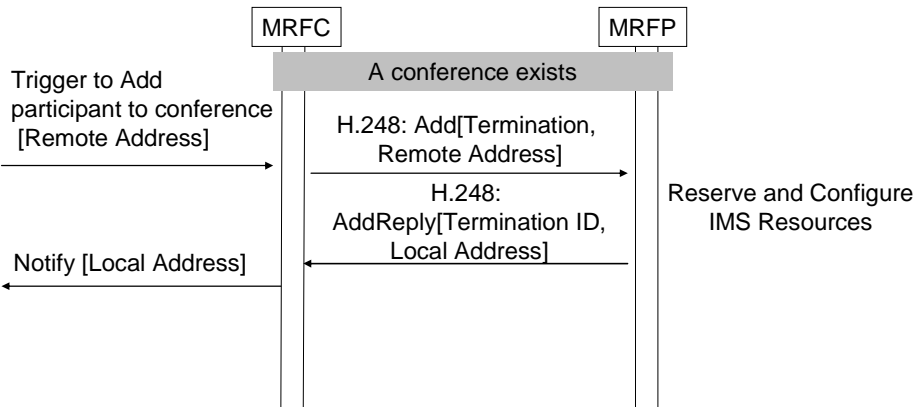 MRFC
MRFP
A conference exists
Trigger to Add
participant to conference
[Remote Address]
H.248: Add[Termination,
Remote Address]
H.248:
AddReply[Termination ID,
Local Address]
Reserve and Configure
IMS Resources
Notify [Local Address]